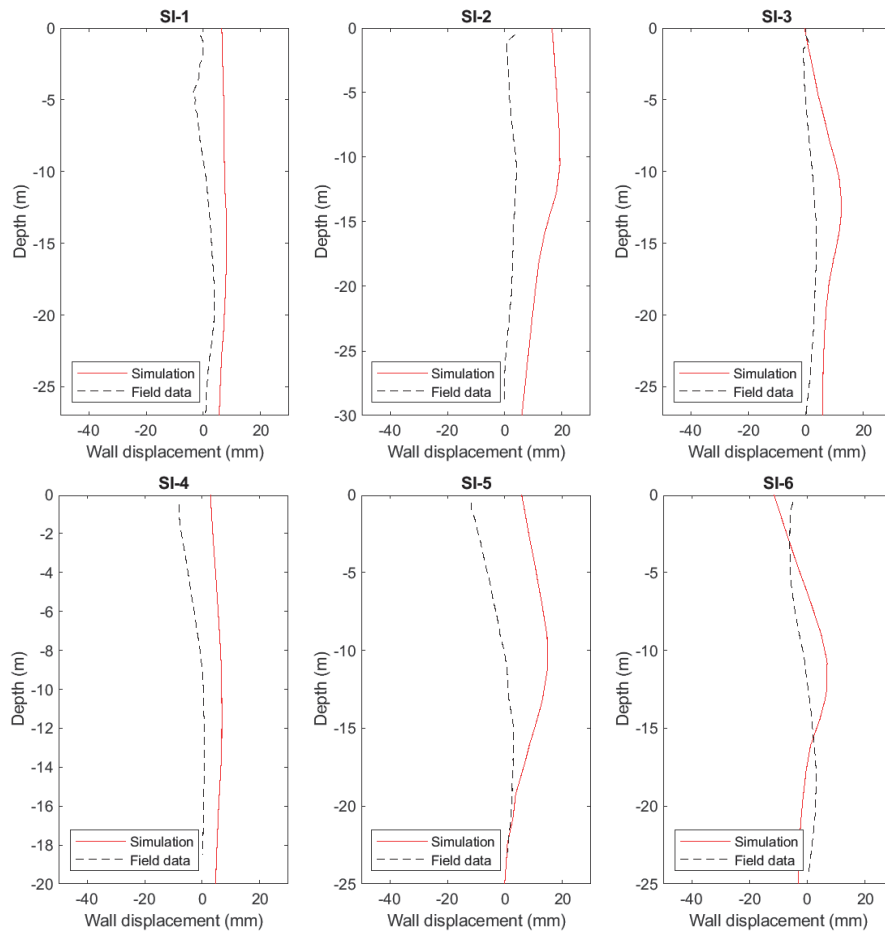 SI-1
0
-5
-10
-15
-20
-25
Depth (m)
-40 -20 0 20
Wall displacement (mm)
Simulation
Field data
SI-2
0
-5
-10
-15
-20
-25
-30
Depth (m)
-40 -20 0 20
Wall displacement (mm)
Simulation
Field data
SI-3
0
-5
-10
-15
-20
-25
Depth (m)
-40 -20 0 20
Wall displacement (mm)
Simulation
Field data
SI-4
0
-2
-4
-6
-8
-10
-12
-14
-16
-18
-20
Depth (m)
-40 -20 0 20
Wall displacement (mm)
Simulation
Field data
SI-5
0
-5
-10
-15
-20
-25
Depth (m)
-40 -20 0 20
Wall displacement (mm)
Simulation
Field data
SI-6
0
-5
-10
-15
-20
-25
Depth (m)
-40 -20 0 20
Wall displacement (mm)
Simulation
Field data